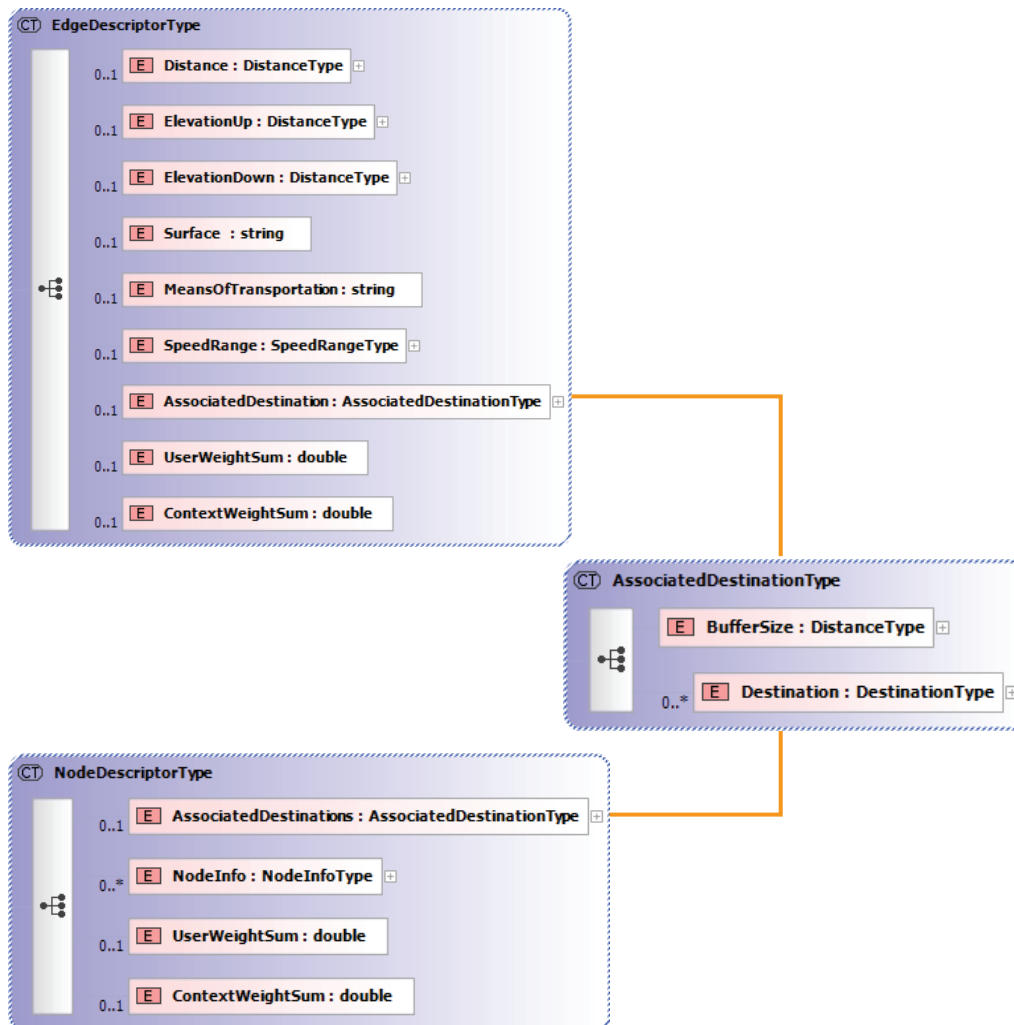 CT EdgeDescriptorType
0..1 E Distance : DistanceType
0..1 E ElevationUp : DistanceType
0..1 E ElevationDown : DistanceType
0..1 E Surface : string
0..1 E MeansOfTransportation : string
0..1 E SpeedRange : SpeedRangeType
0..1 E AssociatedDestination : AssociatedDestinationType
0..1 E UserWeightSum : double
0..1 E ContextWeightSum : double
CT AssociatedDestinationType
E BufferSize : DistanceType
0..* E Destination : DestinationType
CT NodeDescriptorType
0..1 E AssociatedDestinations : AssociatedDestinationType
0..* E NodeInfo : NodeInfoType
0..1 E UserWeightSum : double
0..1 E ContextWeightSum : double